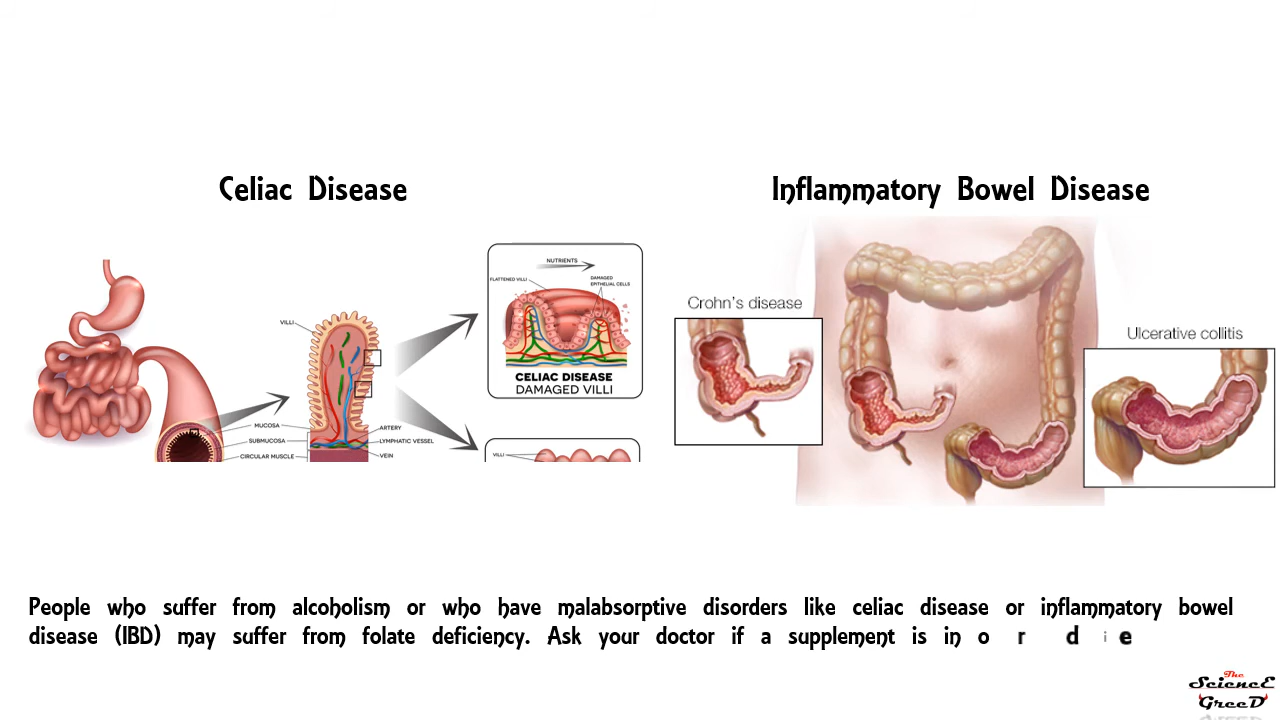 Celiac Disease
Inflammatory Bowel Disease
NUTRIENTS
FLATTENED VILLI
DAMAGED
EPITHELIAL CELLS
CELIAC DISEASE
DAMAGED VILLI
VILLI
MUCOSA
SUBMUCOSA
CIRCULAR MUSCLE
ARTERY
LYMPHATIC VESSEL
VEIN
VILLI
Crohn's disease
Ulcerative collitis
People who suffer from alcoholism or who have malabsorptive disorders like celiac disease or inflammatory bowel
disease (IBD) may suffer from folate deficiency. Ask your doctor if a supplement is in o r d i e
The
SciencE
GreeD